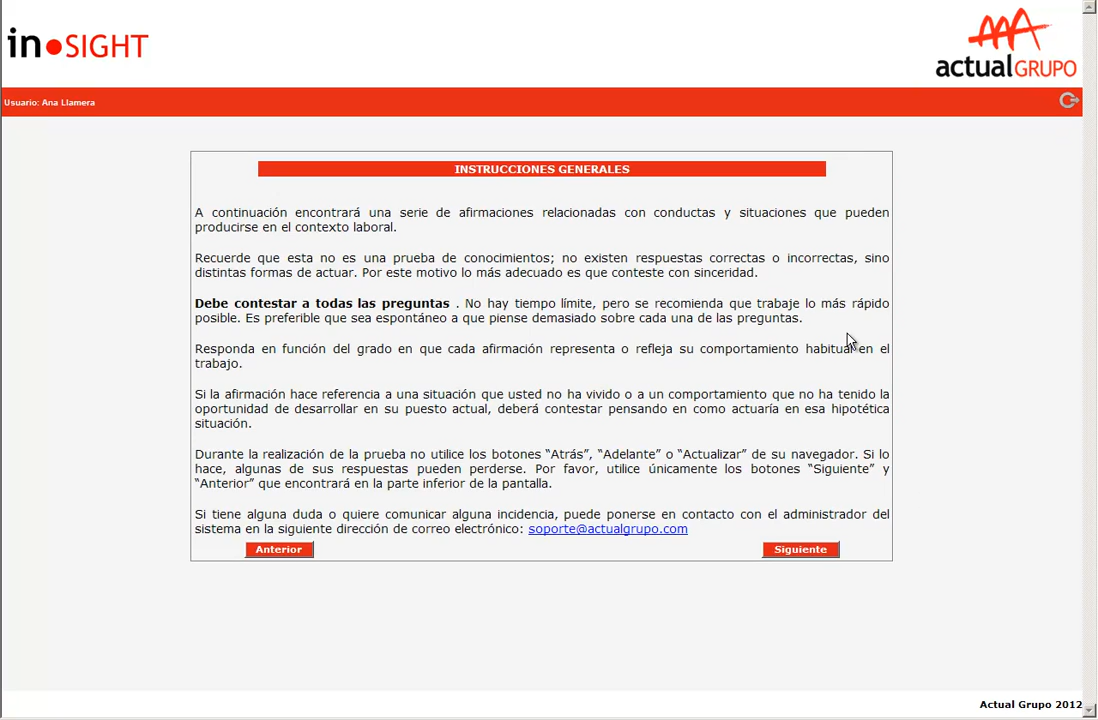 in•SIGHT
actualGRUPO
Usuario: Ana Llamera
INSTRUCCIONES GENERALES
A continuación encontrará una serie de afirmaciones relacionadas con conductas y situaciones que pueden
producirse en el contexto laboral.
Recuerde que esta no es una prueba de conocimientos; no existen respuestas correctas o incorrectas, sino
distintas formas de actuar. Por este motivo lo más adecuado es que conteste con sinceridad.
Debe contestar a todas las preguntas . No hay tiempo límite, pero se recomienda que trabaje lo más rápido
posible. Es preferible que sea espontáneo a que piense demasiado sobre cada una de las preguntas.
Responda en función del grado en que cada afirmación representa o refleja su comportamiento habitual en el
trabajo.
Si la afirmación hace referencia a una situación que usted no ha vivido o a un comportamiento que no ha tenido la
oportunidad de desarrollar en su puesto actual, deberá contestar pensando en como actuaría en esa hipotética
situación.
Durante la realización de la prueba no utilice los botones “Atrás”, “Adelante” o “Actualizar” de su navegador. Si lo
hace, algunas de sus respuestas pueden perderse. Por favor, utilice únicamente los botones “Siguiente” y
“Anterior” que encontrará en la parte inferior de la pantalla.
Si tiene alguna duda o quiere comunicar alguna incidencia, puede ponerse en contacto con el administrador del
sistema en la siguiente dirección de correo electrónico: soporte@actualgrupo.com
Anterior
Siguiente
Actual Grupo 2012